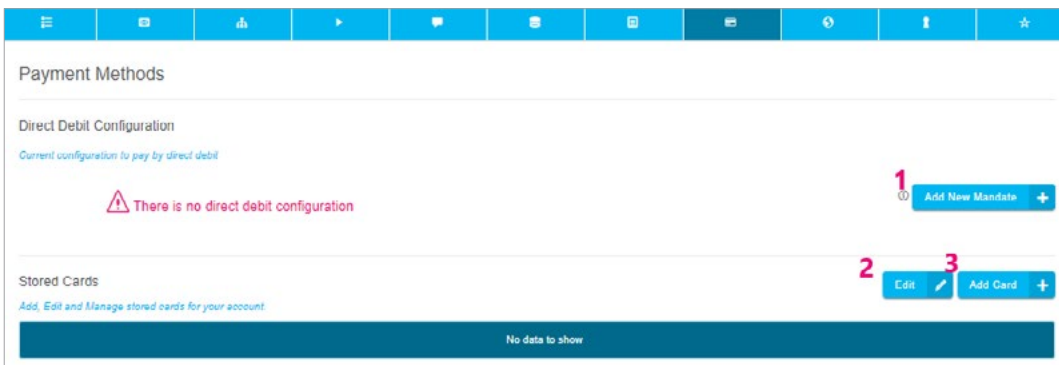 Payment Methods
Direct Debit Configuration
Current configuration to pay by direct debit
1
There is no direct debit configuration
Add New Mandate +
2
3
Stored Cards
Edit
Add Card +
Add, Edit and Manage stored cards for your account
No data to show